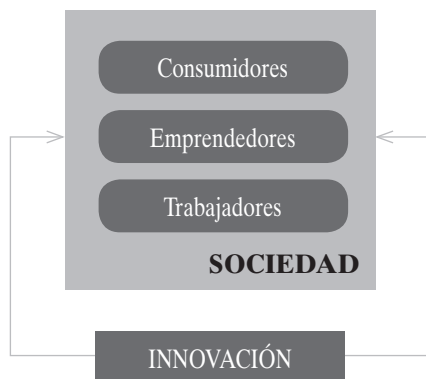 Consumidores
Emprendedores
Trabajadores
SOCIEDAD
INNOVACIÓN